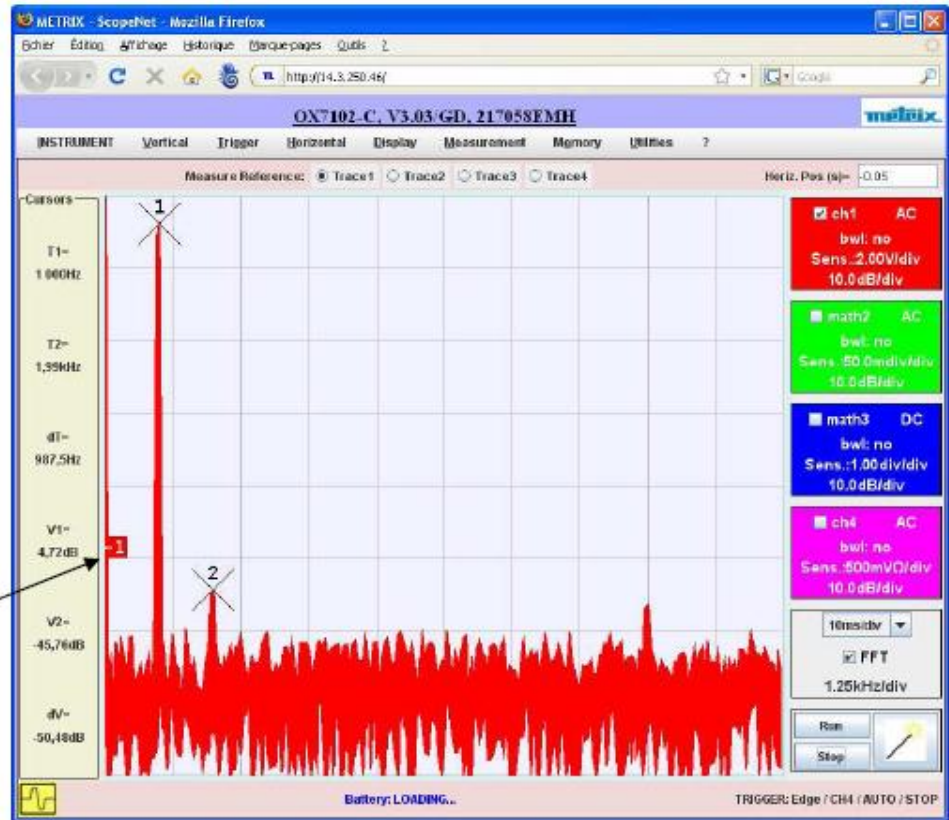 METRIX - ScopeNet - Mozilla Firefox
Fichier Édition Affichage Historique Marque-pages Outils ?
http://14.3.250.46/
Google
OX7102-C, V3.03/GD, 217058EMH
metrix
INSTRUMENT Vertical Trigger Horizontal Display Measurement Memory Utilities ?
Measure Reference: Trace1 Trace2 Trace3 Trace4 Horiz. Pos (s)= -0.05
Cursors
T1=
1 000Hz
T2=
1,99kHz
dT=
987,5Hz
V1=
4,72dB
V2=
-45,76dB
dV=
-50,48dB
1
-1
2
ch1 AC
bwl: no
Sens.:2.00V/div
10.0dB/div
math2 AC
bwl: no
Sens.:50.0mdiv/div
10.0dB/div
math3 DC
bwl: no
Sens.:1.00div/div
10.0dB/div
ch4 AC
bwl: no
Sens.:500mVΩ/div
10.0dB/div
10ms/div
FFT
1.25kHz/div
Run
Stop
Battery: LOADING...
TRIGGER: Edge / CH4 / AUTO / STOP